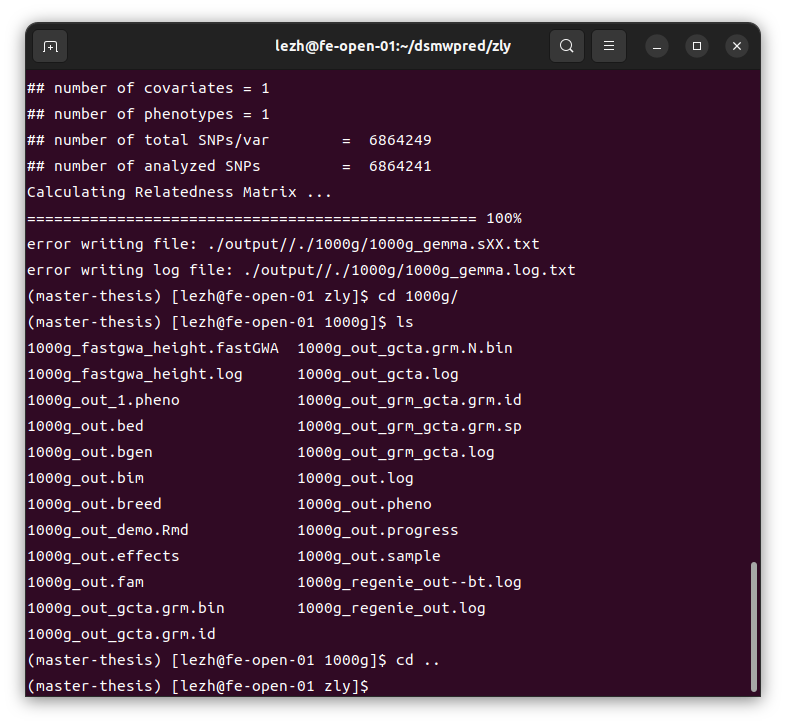 lezh@fe-open-01:~/dsmwpred/zly
## number of covariates = 1
## number of phenotypes = 1
## number of total SNPs/var        =  6864249
## number of analyzed SNPs         =  6864241
Calculating Relatedness Matrix ...
================================================== 100%
error writing file: ./output//./1000g/1000g_gemma.sXX.txt
error writing log file: ./output//./1000g/1000g_gemma.log.txt
(master-thesis) [lezh@fe-open-01 zly]$ cd 1000g/
(master-thesis) [lezh@fe-open-01 1000g]$ ls
1000g_fastgwa_height.fastGWA  1000g_out_gcta.grm.N.bin
1000g_fastgwa_height.log      1000g_out_gcta.log
1000g_out_1.pheno             1000g_out_grm_gcta.grm.id
1000g_out.bed                 1000g_out_grm_gcta.grm.sp
1000g_out.bgen                1000g_out_grm_gcta.log
1000g_out.bim                 1000g_out.log
1000g_out.breed               1000g_out.pheno
1000g_out_demo.Rmd            1000g_out.progress
1000g_out.effects             1000g_out.sample
1000g_out.fam                 1000g_regenie_out--bt.log
1000g_out_gcta.grm.bin        1000g_regenie_out.log
1000g_out_gcta.grm.id
(master-thesis) [lezh@fe-open-01 1000g]$ cd ..
(master-thesis) [lezh@fe-open-01 zly]$